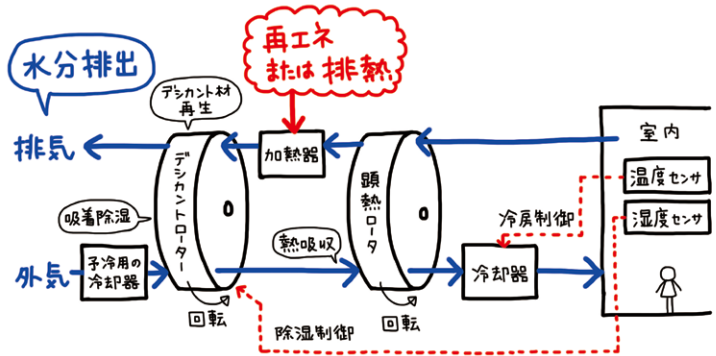 再エネ
または排熱
水分排出
デシカント材
再生
排気
デシカントローター
加熱器
顕熱ロータ
室内
温度センサ
湿度センサ
吸着除湿
冷房制御
熱吸収
外気
予冷用の
冷却器
冷却器
回転
回転
除湿制御